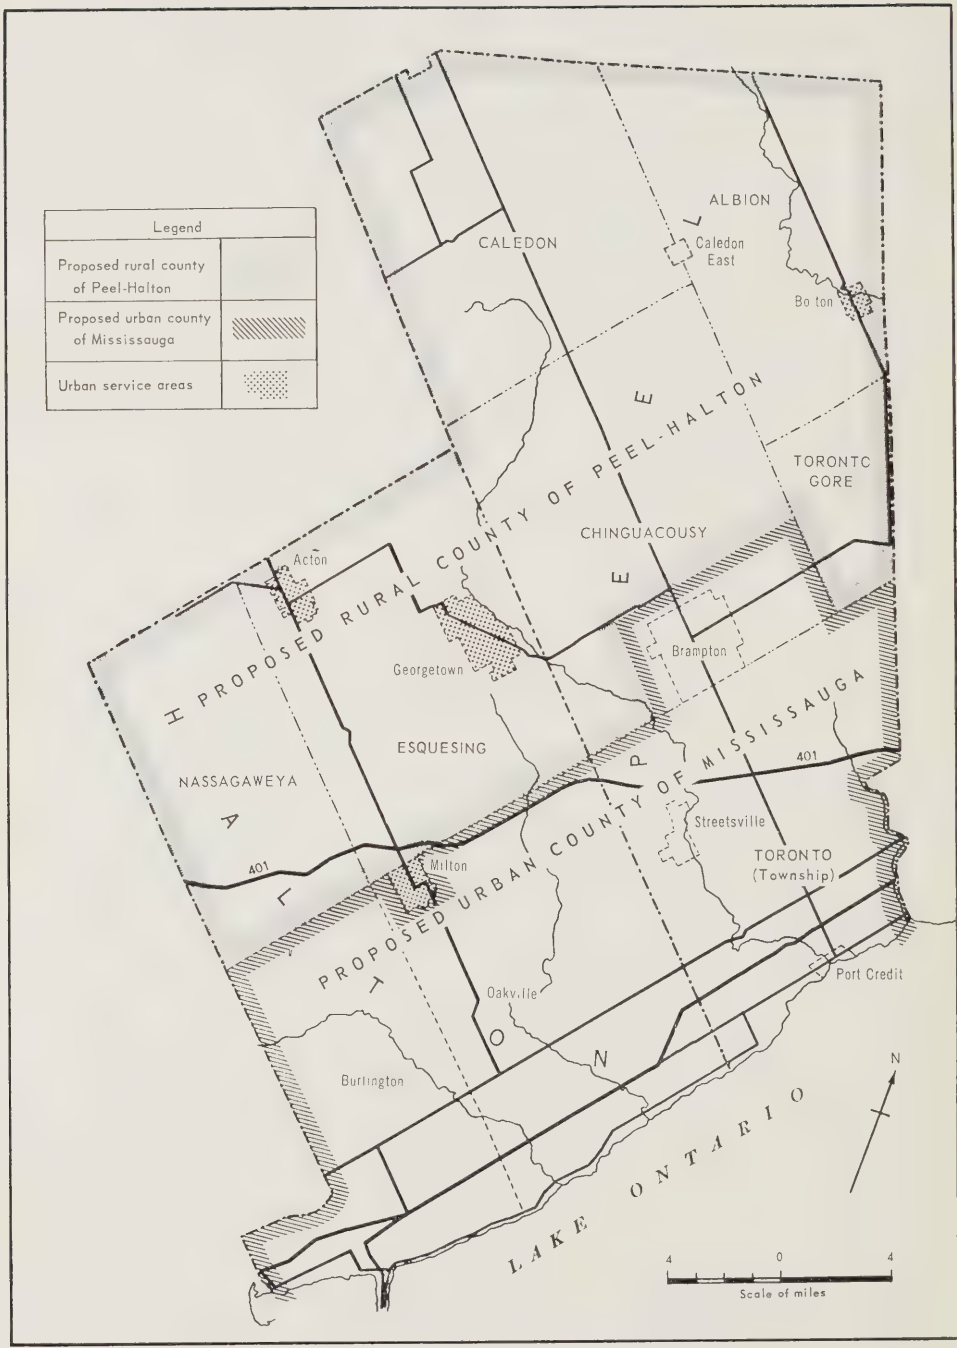 Legend
Proposed rural county
of Peel-Halton
Proposed urban county
of Mississauga
Urban service areas
ALBION
CALEDON
Caledon
East
Bo ton
PEEL
TORONTC
GORE
CHINGUACOUSY
PROPOSED RURAL COUNTY OF PEEL-HALTON
Acton
Georgetown
Brampton
HALTON
ESQUESING
NASSAGAWEYA
401
401
Milton
Streetsville
TORONTO
(Township)
PROPOSED URBAN COUNTY OF MISSISSAUGA
Port Credit
Oakville
Burlington
N
LAKE ONTARIO
4 0 4
Scale of miles